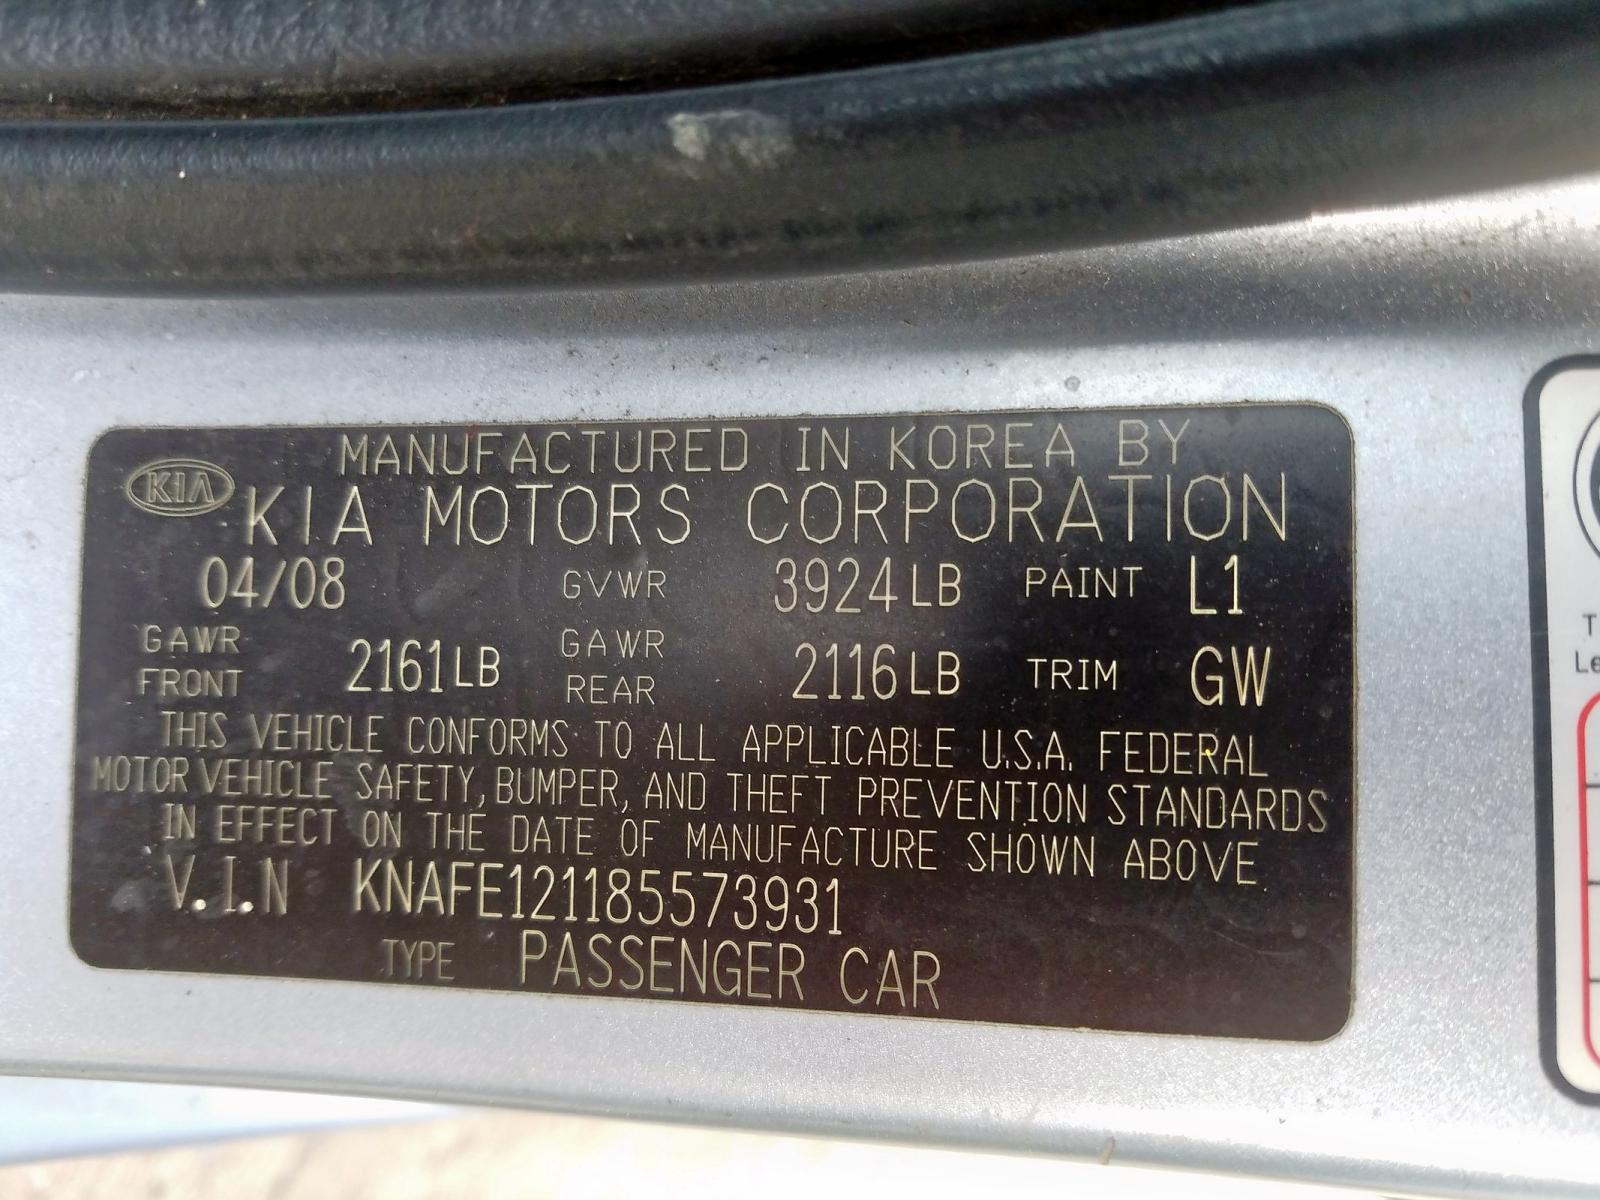 MANUFACTURED IN KOREA BY
KIA KIA MOTORS CORPORATION
04/08 GVWR 3924LB PAINT L1
GAWR FRONT 2161LB GAWR REAR 2116LB TRIM GW
THIS VEHICLE CONFORMS TO ALL APPLICABLE U.S.A. FEDERAL
MOTOR VEHICLE SAFETY, BUMPER, AND THEFT PREVENTION STANDARDS
IN EFFECT ON THE DATE OF MANUFACTURE SHOWN ABOVE.
V.I.N KNAFE121185573931
TYPE PASSENGER CAR